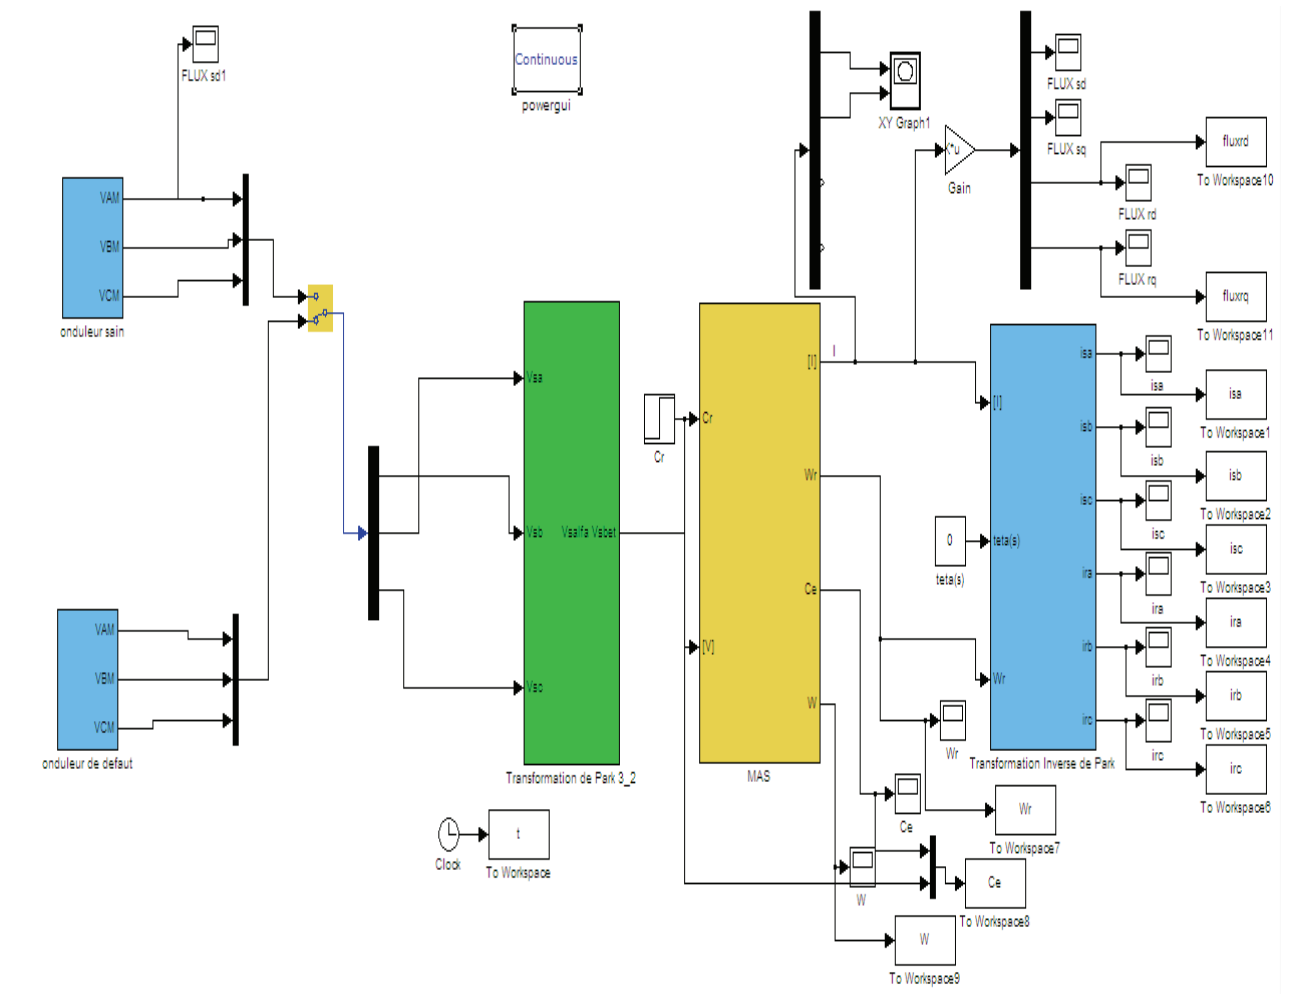 FLUX sd1
Continuous
powergui
XY Graph1
Gain
FLUX sd
FLUX sq
fluxrd
To Workspace10
FLUX rd
FLUX rq
fluxrq
To Workspace11
VAM
VBM
VCM
onduleur sain
VAM
VBM
VCM
onduleur de defaut
Vsa
Vsb
Vsc
Vsalfa Vsbet
Transformation de Park 3_2
Clock
t
To Workspace
Cr
Cr
[V]
[I]
Wr
Ce
W
MAS
I
0
teta(s)
[I]
teta(s)
Wr
isa
isb
isc
ira
irb
irc
Transformation Inverse de Park
isa
isb
isc
ira
irb
irc
isa
To Workspace1
isb
To Workspace2
isc
To Workspace3
ira
To Workspace4
irb
To Workspace5
irc
To Workspace6
Wr
Wr
To Workspace7
Ce
W
Ce
To Workspace8
W
To Workspace9